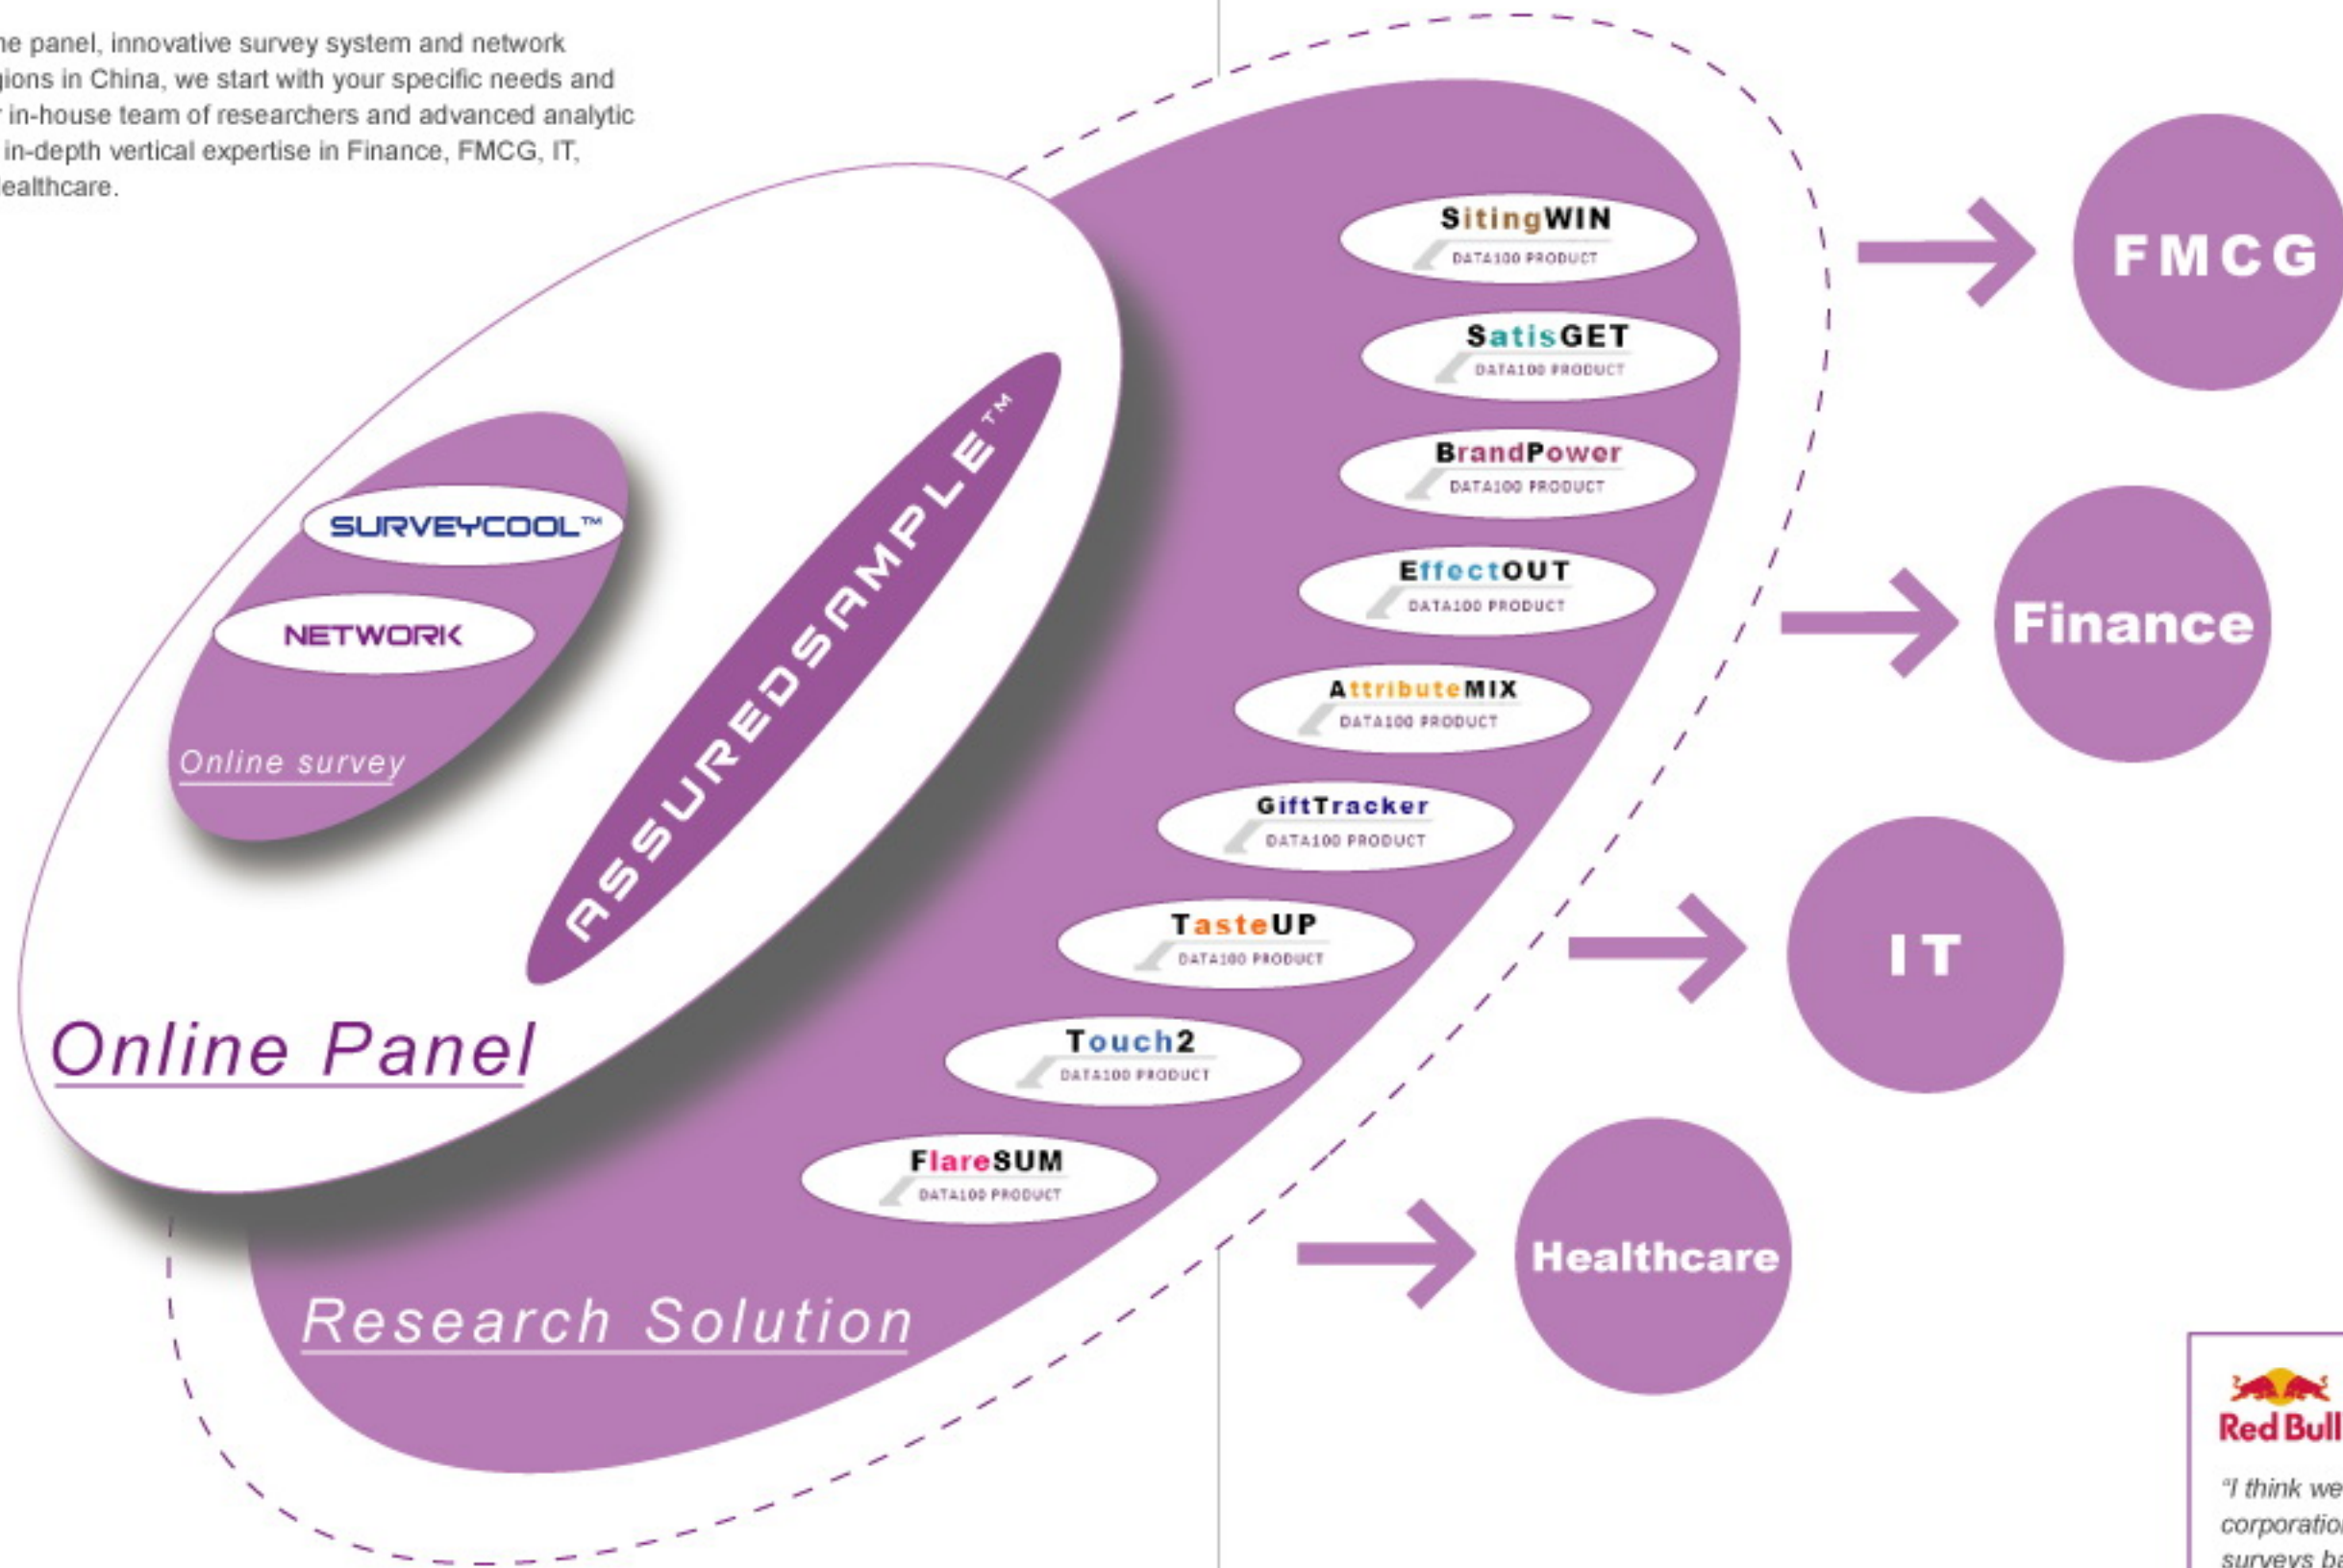 ne panel, innovative survey system and network
gions in China, we start with your specific needs and
r in-house team of researchers and advanced analytic
in-depth vertical expertise in Finance, FMCG, IT,
ealthcare.
SitingWIN
DATA100 PRODUCT
SatisGET
DATA100 PRODUCT
BrandPower
DATA100 PRODUCT
EffectOUT
DATA100 PRODUCT
AttributeMIX
DATA100 PRODUCT
GiftTracker
DATA100 PRODUCT
TasteUP
DATA100 PRODUCT
Touch2
DATA100 PRODUCT
FlareSUM
DATA100 PRODUCT
Research Solution
SURVEYCOOL™
NETWORK
Online survey
ASSUREDSAMPLE™
Online Panel
FMCG
Finance
IT
Healthcare
Red Bull
"I think we
corporation
surveys ba